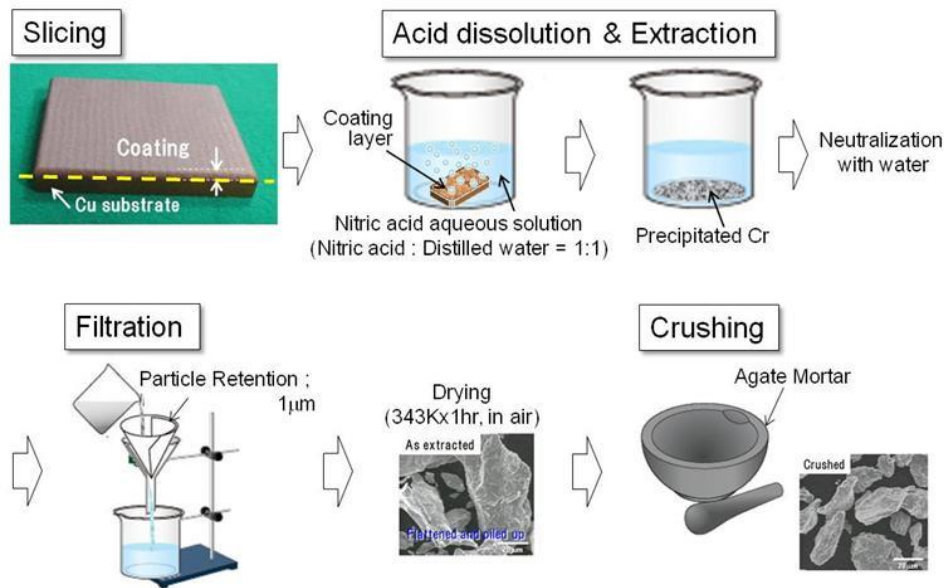 Slicing
Acid dissolution & Extraction
Coating
Cu substrate
Coating
layer
Nitric acid aqueous solution
(Nitric acid : Distilled water = 1:1)
Precipitated Cr
Neutralization
with water
Filtration
Particle Retention ;
1μm
Drying
(343Kx1hr, in air)
As extracted
Flattened and piled up
Crushing
Agate Mortar
Crushed
20μm